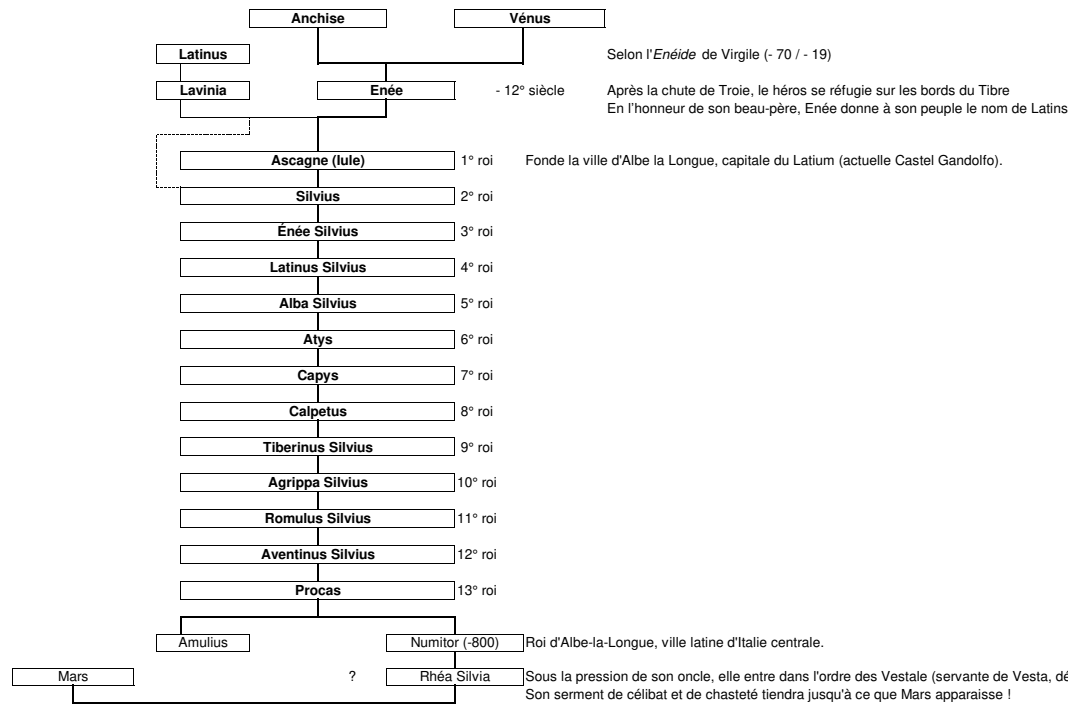 Anchise Vénus
Latinus Selon l'Enéide de Virgile (- 70 / - 19)
Lavinia Enée - 12° siècle Après la chute de Troie, le héros se réfugie sur les bords du Tibre
En l'honneur de son beau-père, Enée donne à son peuple le nom de Latins
Ascagne (Iule) 1° roi Fonde la ville d'Albe la Longue, capitale du Latium (actuelle Castel Gandolfo).
Silvius 2° roi
Énée Silvius 3° roi
Latinus Silvius 4° roi
Alba Silvius 5° roi
Atys 6° roi
Capys 7° roi
Calpetus 8° roi
Tiberinus Silvius 9° roi
Agrippa Silvius 10° roi
Romulus Silvius 11° roi
Aventinus Silvius 12° roi
Procas 13° roi
Amulius Numitor (-800) Roi d'Albe-la-Longue, ville latine d'Italie centrale.
Mars ? Rhéa Silvia Sous la pression de son oncle, elle entre dans l'ordre des Vestale (servante de Vesta, dé
Son serment de célibat et de chasteté tiendra jusqu'à ce que Mars apparaisse !